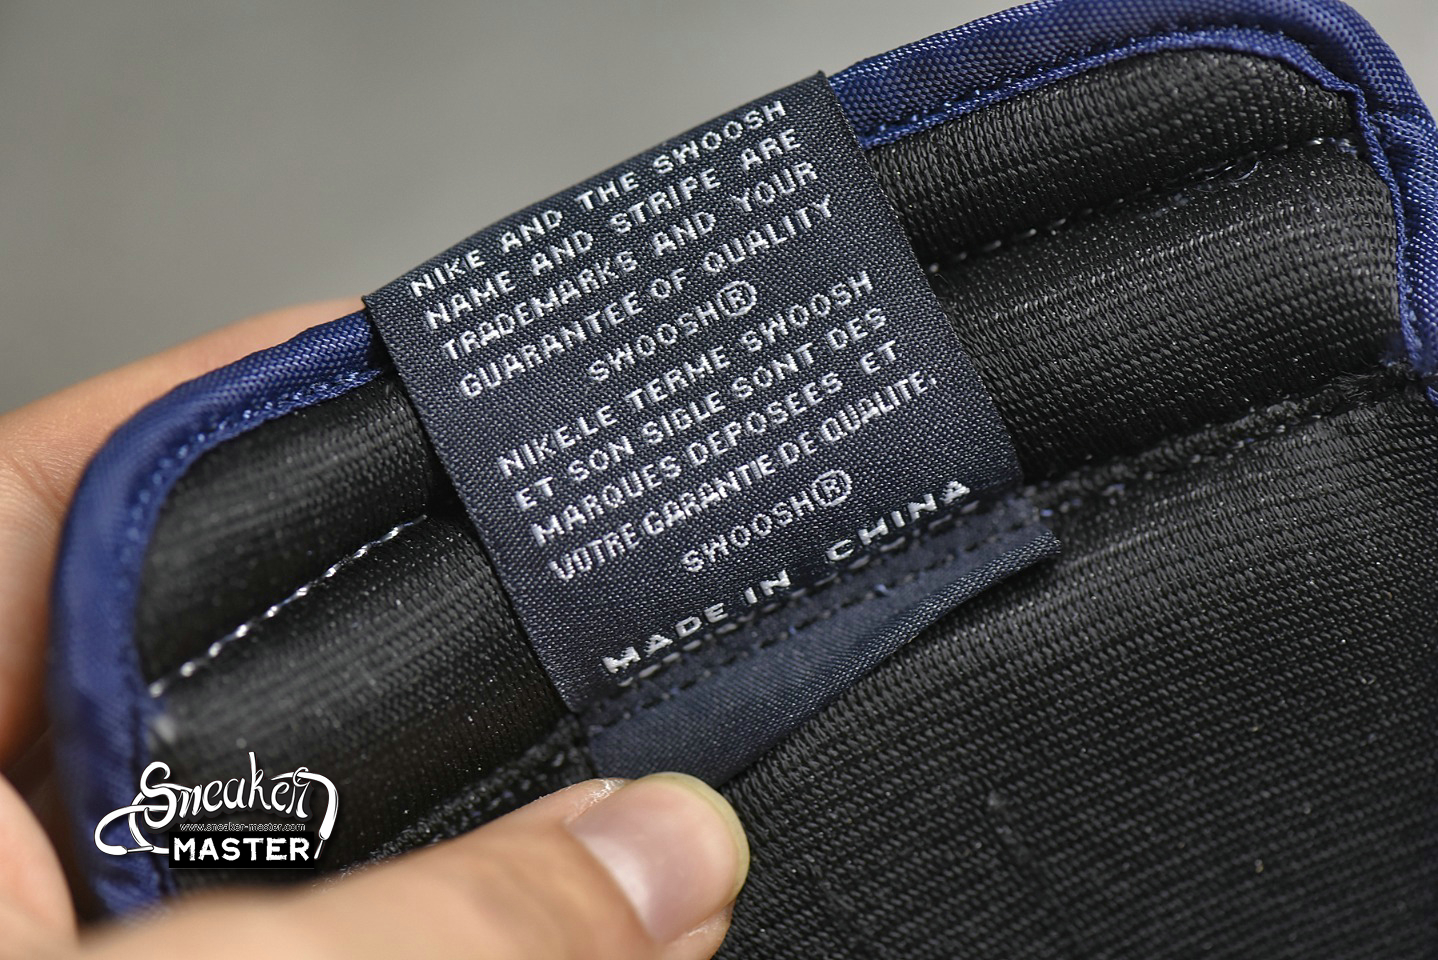 NIKE AND THE SWOOSH
NAME AND STRIPE ARE
TRADEMARKS AND YOUR
GUARANTEE OF QUALITY
SWOOSH®
NIKE.LE TERME SWOOSH
ET SON SIGLE SONT DES
MARQUES DEPOSEES ET
VOTRE GARANTIE DE QUALITE.
SWOOSH®
MADE IN CHINA
Sneaker
www.sneaker-master.com
MASTER